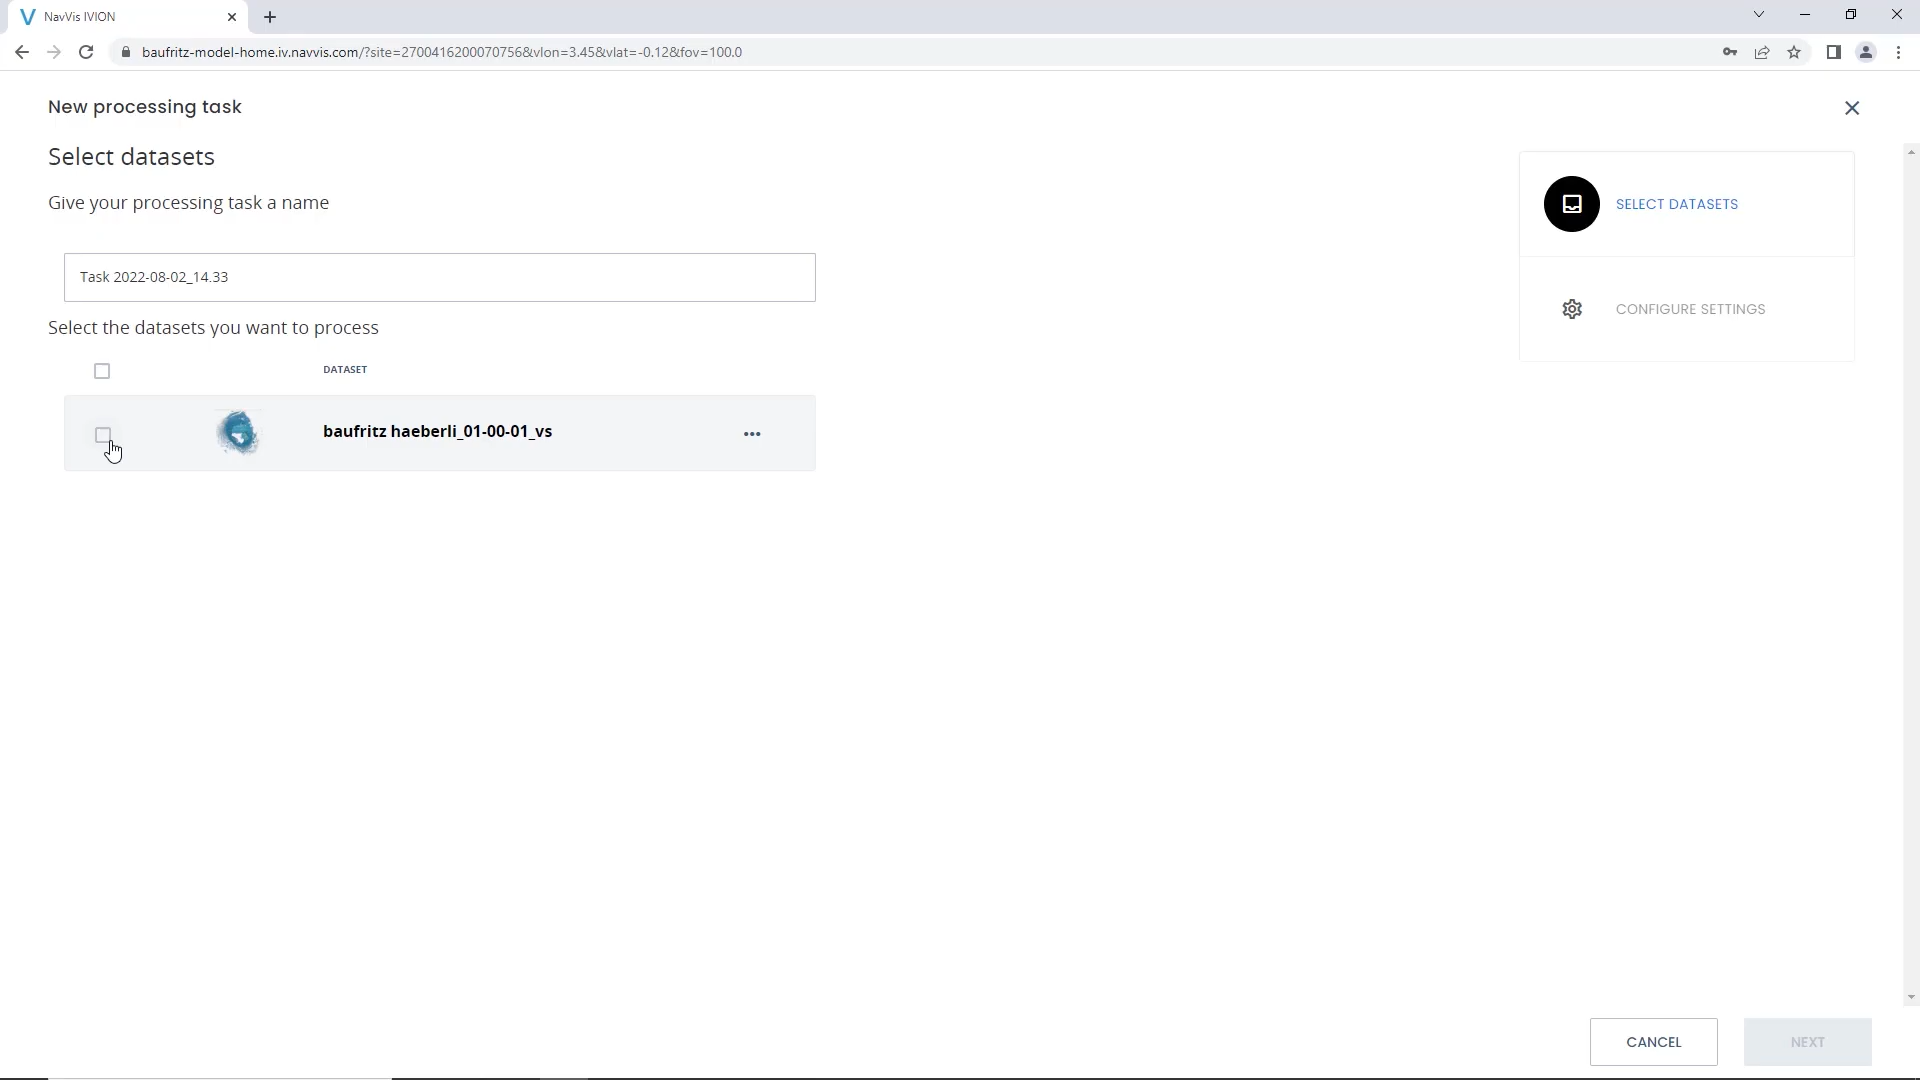 NavVis IVION
baufritz-model-home.iv.navvis.com/?site=2700416200070756&vlon=3.45&vlat=-0.12&fov=100.0
New processing task
Select datasets
Give your processing task a name
SELECT DATASETS
Task 2022-08-02_14.33
CONFIGURE SETTINGS
Select the datasets you want to process
DATASET
baufritz haeberli_01-00-01_vs
CANCEL
NEXT